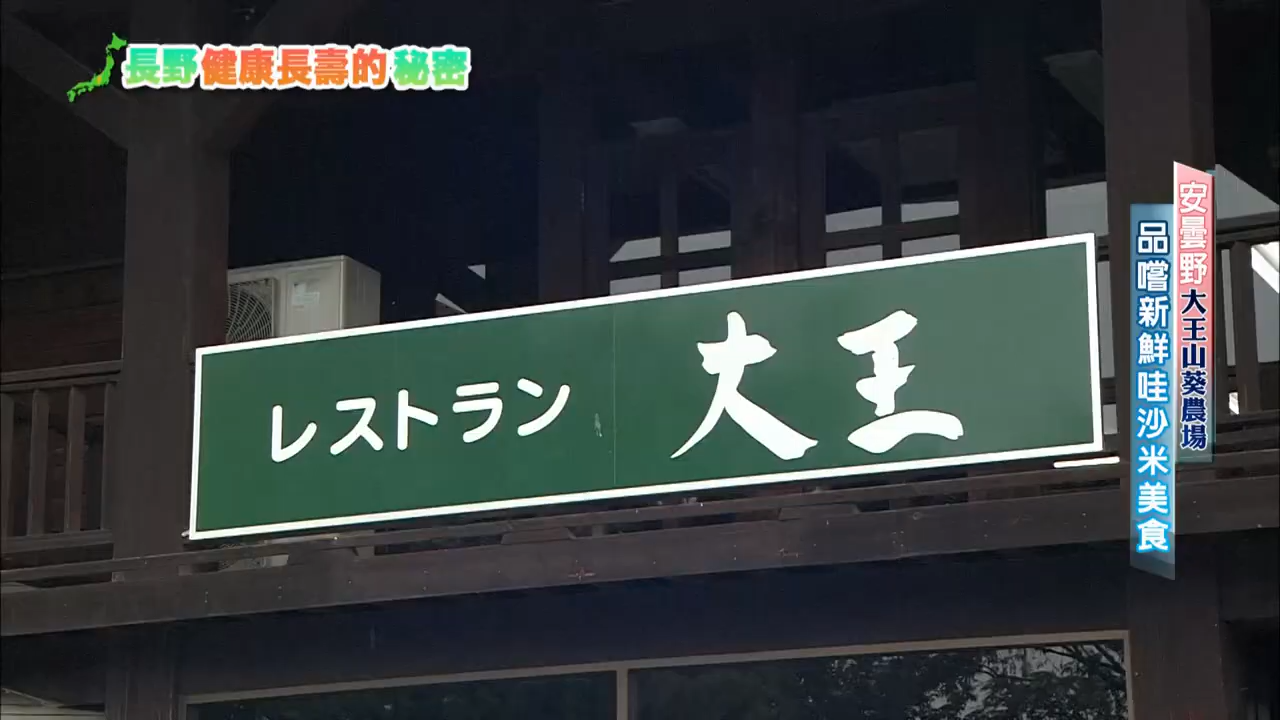 長野健康長壽的秘密
安曇野大王山葵農場
品嚐新鮮哇沙米美食
レストラン 大王